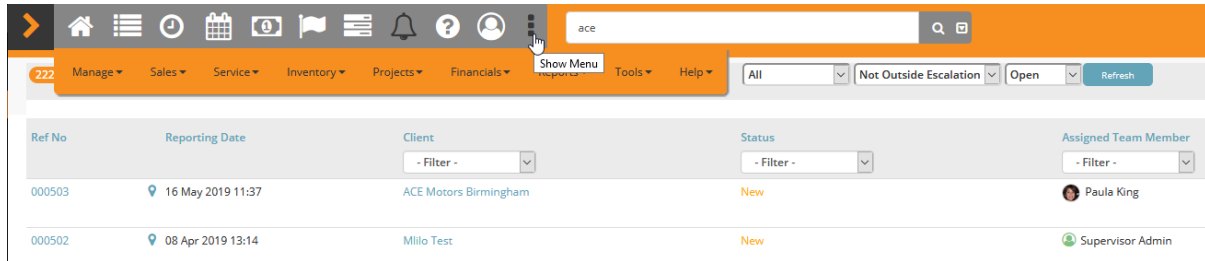 ace
Show Menu
222 Manage Sales Service Inventory Projects Financials Reports Tools Help All Not Outside Escalation Open Refresh
Ref No Reporting Date Client Status Assigned Team Member
- Filter - - Filter - - Filter -
000503 16 May 2019 11:37 ACE Motors Birmingham New Paula King
000502 08 Apr 2019 13:14 Mlilo Test New Supervisor Admin